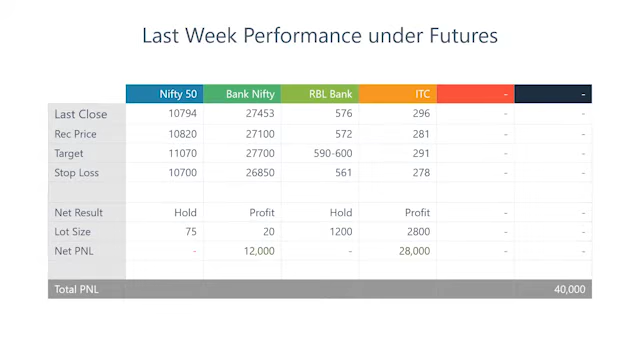 Last Week Performance under Futures
Nifty 50 Bank Nifty RBL Bank ITC - -
Last Close 10794 27453 576 296 - -
Rec Price 10820 27100 572 281 - -
Target 11070 27700 590-600 291 - -
Stop Loss 10700 26850 561 278 - -
Net Result Hold Profit Hold Profit - -
Lot Size 75 20 1200 2800 - -
Net PNL - 12,000 - 28,000 - -
Total PNL 40,000